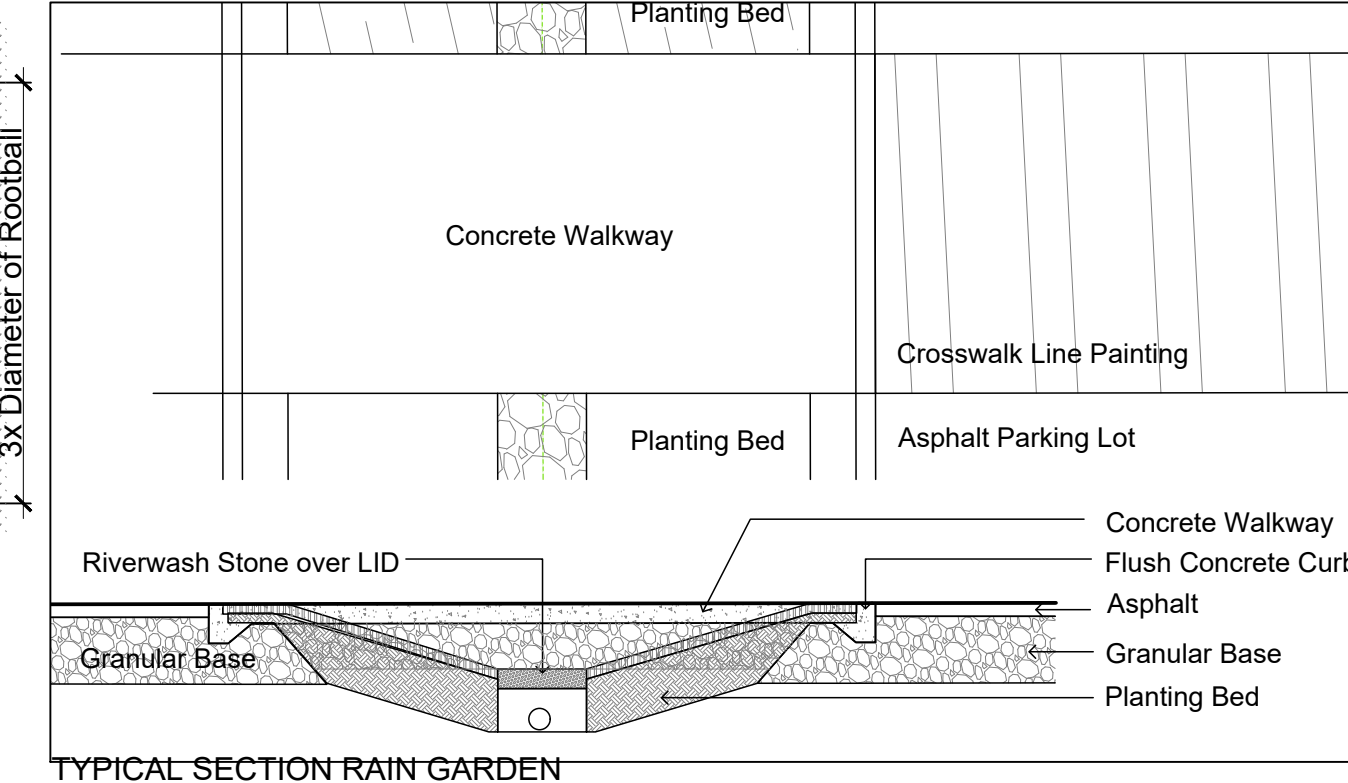 Planting Bed
3x Diameter of Rootball
Concrete Walkway
Crosswalk Line Painting
Planting Bed
Asphalt Parking Lot
Concrete Walkway
Riverwash Stone over LID
Flush Concrete Curb
Asphalt
Granular Base
Granular Base
Planting Bed
TYPICAL SECTION RAIN GARDEN